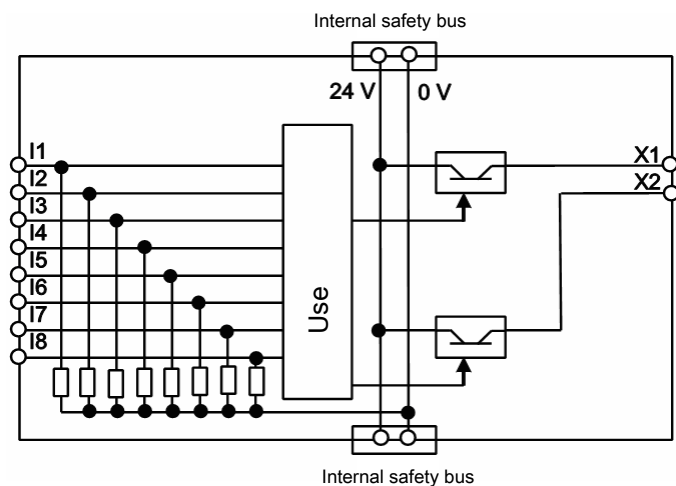 Internal safety bus
24 V
0 V
I1
I2
I3
I4
I5
I6
I7
I8
Use
X1
X2
Internal safety bus